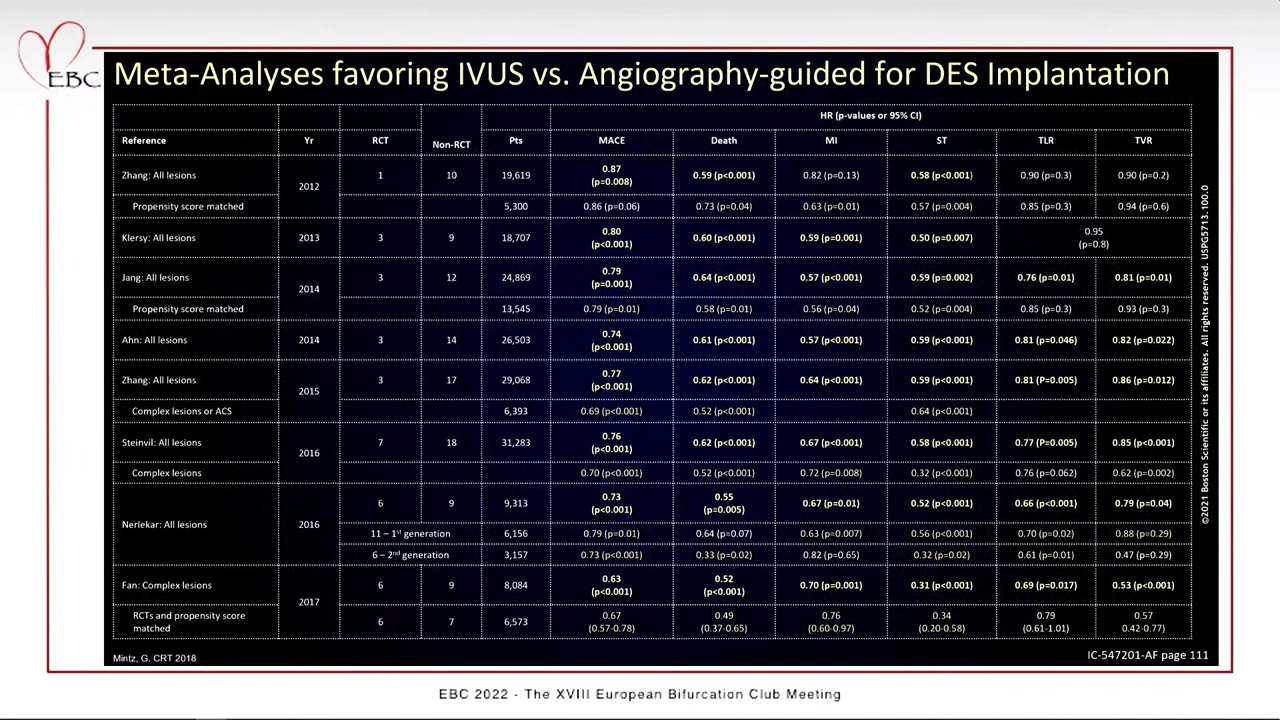 EBC
Meta-Analyses favoring IVUS vs. Angiography-guided for DES Implantation
HR (p-values or 95% CI)
Reference Yr RCT Non-RCT Pts MACE Death MI ST TLR TVR
Zhang: All lesions 2012 1 10 19,619 0.87 (p=0.008) 0.59 (p<0.001) 0.82 (p=0.13) 0.58 (p<0.001) 0.90 (p=0.3) 0.90 (p=0.2)
Propensity score matched 5,300 0.86 (p=0.06) 0.73 (p=0.04) 0.63 (p=0.01) 0.57 (p=0.004) 0.85 (p=0.3) 0.94 (p=0.6)
Klersy: All lesions 2013 3 9 18,707 0.80 (p<0.001) 0.60 (p<0.001) 0.59 (p=0.001) 0.50 (p=0.007) 0.95 (p=0.8)
Jang: All lesions 2014 3 12 24,869 0.79 (p=0.001) 0.64 (p<0.001) 0.57 (p<0.001) 0.59 (p=0.002) 0.76 (p=0.01) 0.81 (p=0.01)
Propensity score matched 13,545 0.79 (p=0.01) 0.58 (p=0.01) 0.56 (p=0.04) 0.52 (p=0.004) 0.85 (p=0.3) 0.93 (p=0.3)
Ahn: All lesions 2014 3 14 26,503 0.74 (p<0.001) 0.61 (p<0.001) 0.57 (p<0.001) 0.59 (p<0.001) 0.81 (p=0.046) 0.82 (p=0.022)
Zhang: All lesions 2015 3 17 29,068 0.77 (p<0.001) 0.62 (p<0.001) 0.64 (p<0.001) 0.59 (p<0.001) 0.81 (P=0.005) 0.86 (p=0.012)
Complex lesions or ACS 6,393 0.69 (p<0.001) 0.52 (p<0.001) 0.64 (p<0.001)
Steinvil: All lesions 2016 7 18 31,283 0.76 (p<0.001) 0.62 (p<0.001) 0.67 (p<0.001) 0.58 (p<0.001) 0.77 (P=0.005) 0.85 (p<0.001)
Complex lesions 0.70 (p<0.001) 0.52 (p<0.001) 0.72 (p=0.008) 0.32 (p<0.001) 0.76 (p=0.062) 0.62 (p=0.002)
Nerlekar: All lesions 2016 6 9 9,313 0.73 (p<0.001) 0.55 (p=0.005) 0.67 (p=0.01) 0.52 (p<0.001) 0.66 (p<0.001) 0.79 (p=0.04)
11 – 1st generation 6,156 0.79 (p=0.01) 0.64 (p=0.07) 0.63 (p=0.007) 0.56 (p<0.001) 0.70 (p=0.02) 0.88 (p=0.29)
6 – 2nd generation 3,157 0.73 (p<0.001) 0.33 (p=0.02) 0.82 (p=0.65) 0.32 (p=0.02) 0.61 (p=0.01) 0.47 (p=0.29)
Fan: Complex lesions 2017 6 9 8,084 0.63 (p<0.001) 0.52 (p<0.001) 0.70 (p=0.001) 0.31 (p<0.001) 0.69 (p=0.017) 0.53 (p<0.001)
RCTs and propensity score matched 6 7 6,573 0.67 (0.57-0.78) 0.49 (0.37-0.65) 0.76 (0.60-0.97) 0.34 (0.20-0.58) 0.79 (0.61-1.01) 0.57 0.42-0.77)
©2021 Boston Scientific or its affiliates. All rights reserved. USPG5713.100.0
Mintz, G. CRT 2018
IC-547201-AF page 111
EBC 2022 - The XVIII European Bifurcation Club Meeting